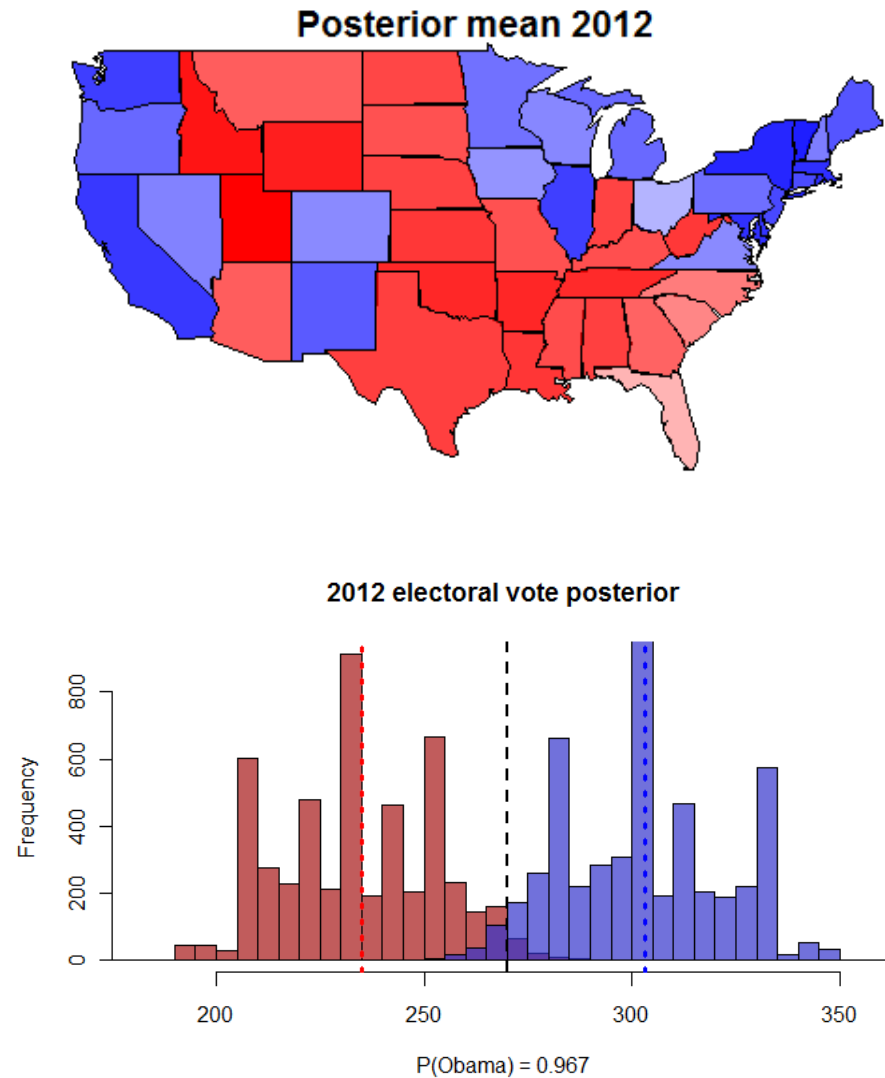 Posterior mean 2012
2012 electoral vote posterior
Frequency
800
600
400
200
0
200
250
300
350
P(Obama) = 0.967